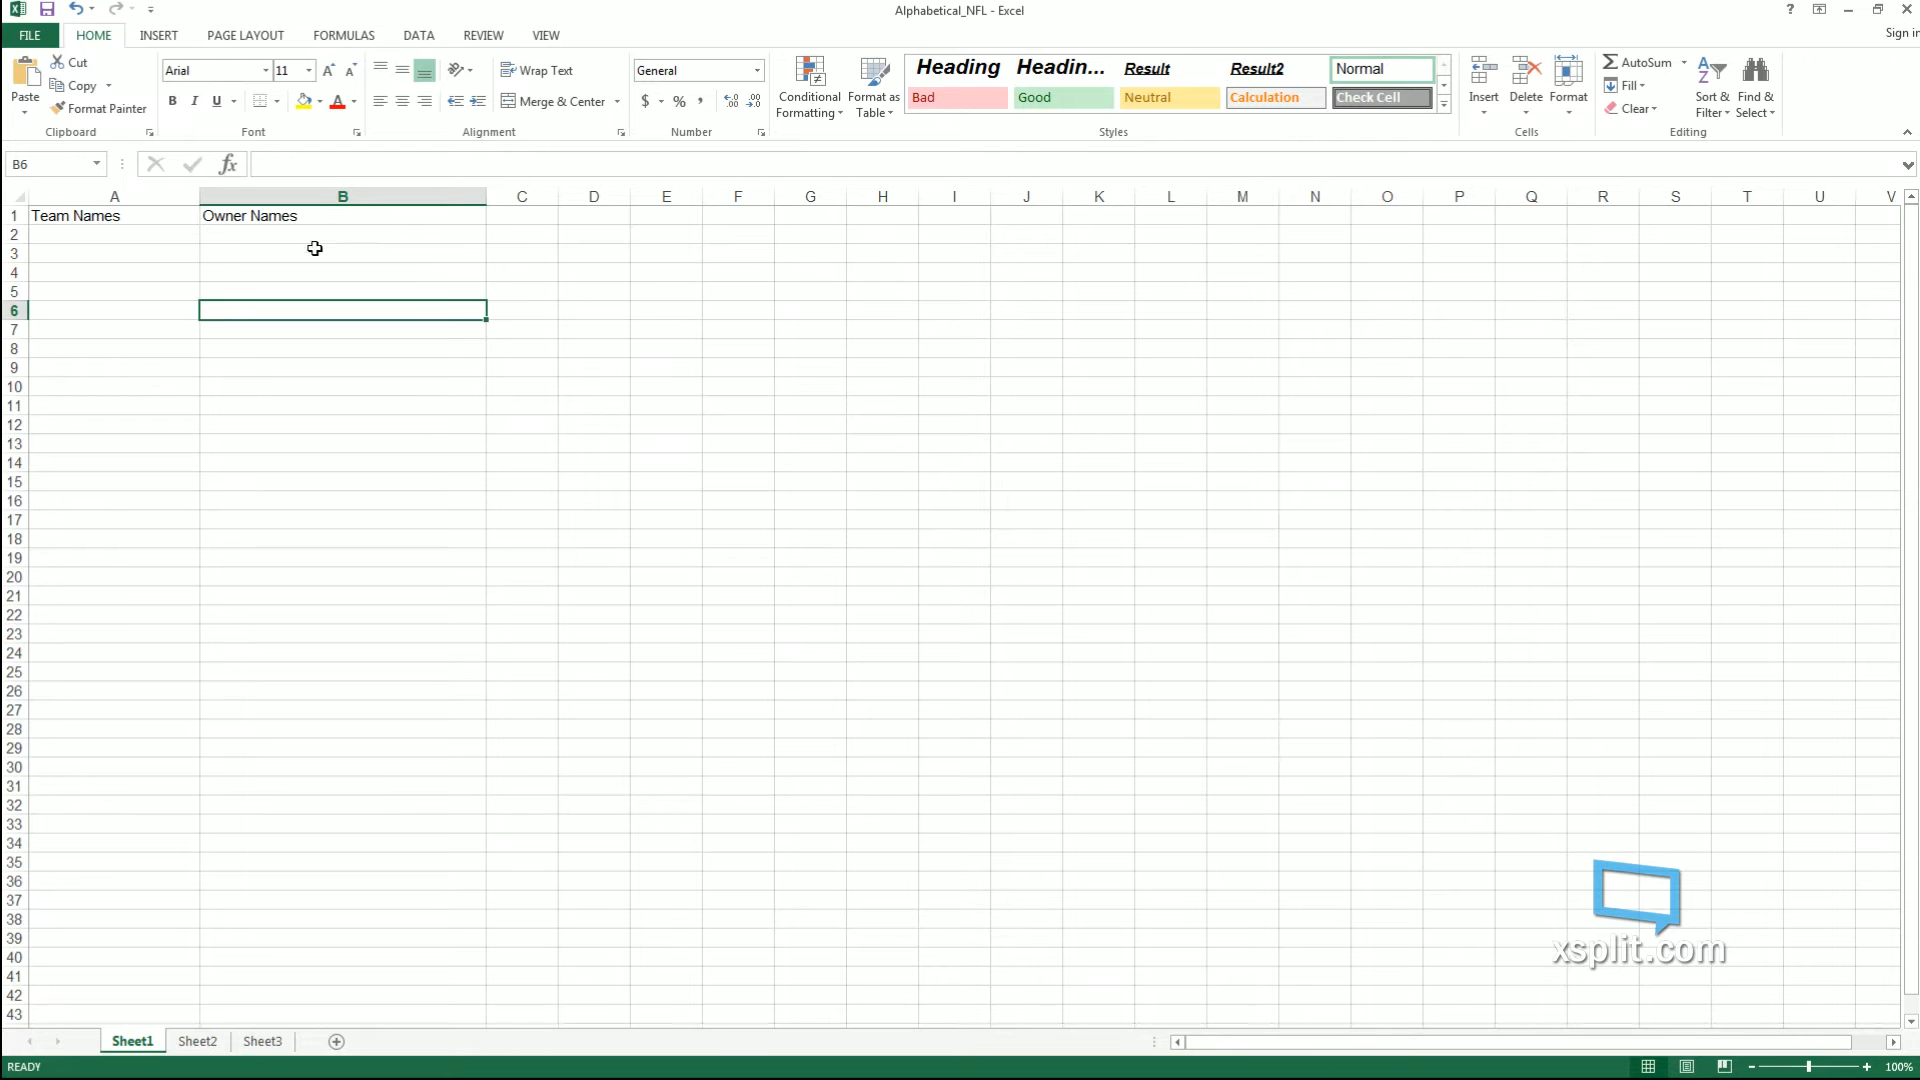 Alphabetical_NFL - Excel
?
Sign in
FILE HOME INSERT PAGE LAYOUT FORMULAS DATA REVIEW VIEW
Paste
Cut
Copy
Format Painter
Clipboard
Arial 11
B I U
Font
Wrap Text
Merge & Center
Alignment
General
$ % ,
Number
Conditional Formatting
Format as Table
Heading Headin... Result Result2 Normal
Bad Good Neutral Calculation Check Cell
Styles
Insert Delete Format
Cells
AutoSum
Fill
Clear
Sort & Filter
Find & Select
Editing
B6
fx
A B C D E F G H I J K L M N O P Q R S T U V
1 Team Names Owner Names
2
3
4
5
6
7
8
9
10
11
12
13
14
15
16
17
18
19
20
21
22
23
24
25
26
27
28
29
30
31
32
33
34
35
36
37
38
39
40
41
42
43
xsplit.com
Sheet1 Sheet2 Sheet3
READY
100%